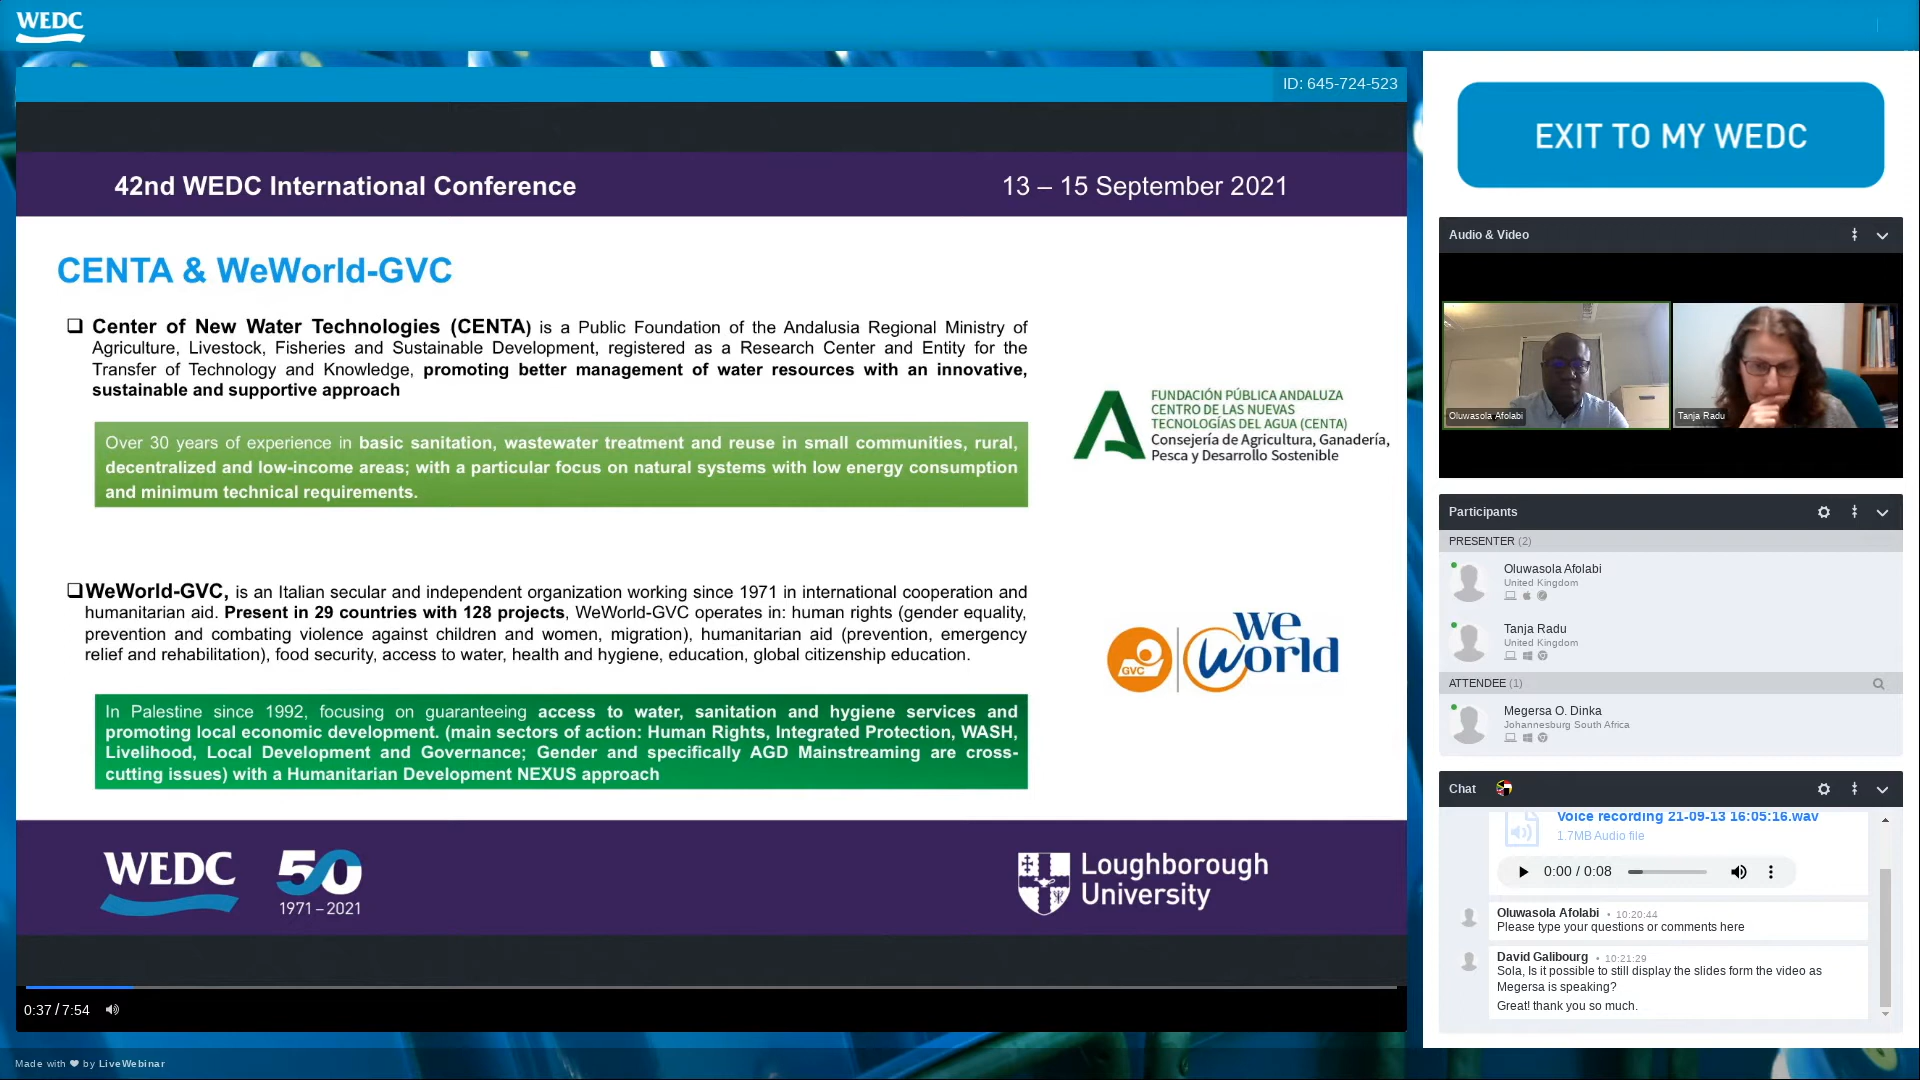 WEDC
ID: 645-724-523
42nd WEDC International Conference
13 – 15 September 2021
CENTA & WeWorld-GVC
Center of New Water Technologies (CENTA) is a Public Foundation of the Andalusia Regional Ministry of
Agriculture, Livestock, Fisheries and Sustainable Development, registered as a Research Center and Entity for the
Transfer of Technology and Knowledge, promoting better management of water resources with an innovative,
sustainable and supportive approach
Over 30 years of experience in basic sanitation, wastewater treatment and reuse in small communities, rural,
decentralized and low-income areas; with a particular focus on natural systems with low energy consumption
and minimum technical requirements.
FUNDACIÓN PÚBLICA ANDALUZA
CENTRO DE LAS NUEVAS
TECNOLOGÍAS DEL AGUA (CENTA)
Consejería de Agricultura, Ganadería,
Pesca y Desarrollo Sostenible
WeWorld-GVC, is an Italian secular and independent organization working since 1971 in international cooperation and
humanitarian aid. Present in 29 countries with 128 projects, WeWorld-GVC operates in: human rights (gender equality,
prevention and combating violence against children and women, migration), humanitarian aid (prevention, emergency
relief and rehabilitation), food security, access to water, health and hygiene, education, global citizenship education.
GVC
we
world
In Palestine since 1992, focusing on guaranteeing access to water, sanitation and hygiene services and
promoting local economic development. (main sectors of action: Human Rights, Integrated Protection, WASH,
Livelihood, Local Development and Governance; Gender and specifically AGD Mainstreaming are cross-
cutting issues) with a Humanitarian Development NEXUS approach
WEDC
50
1971 – 2021
Loughborough
University
0:37 / 7:54
Made with by LiveWebinar
EXIT TO MY WEDC
Audio & Video
Oluwasola Afolabi
Tanja Radu
Participants
PRESENTER (2)
Oluwasola Afolabi
United Kingdom
Tanja Radu
United Kingdom
ATTENDEE (1)
Megersa O. Dinka
Johannesburg South Africa
Chat
Voice recording 21-09-13 16:05:16.wav
1.7MB Audio file
0:00 / 0:08
Oluwasola Afolabi • 10:20:44
Please type your questions or comments here
David Galibourg • 10:21:29
Sola, Is it possible to still display the slides form the video as
Megersa is speaking?
Great! thank you so much.